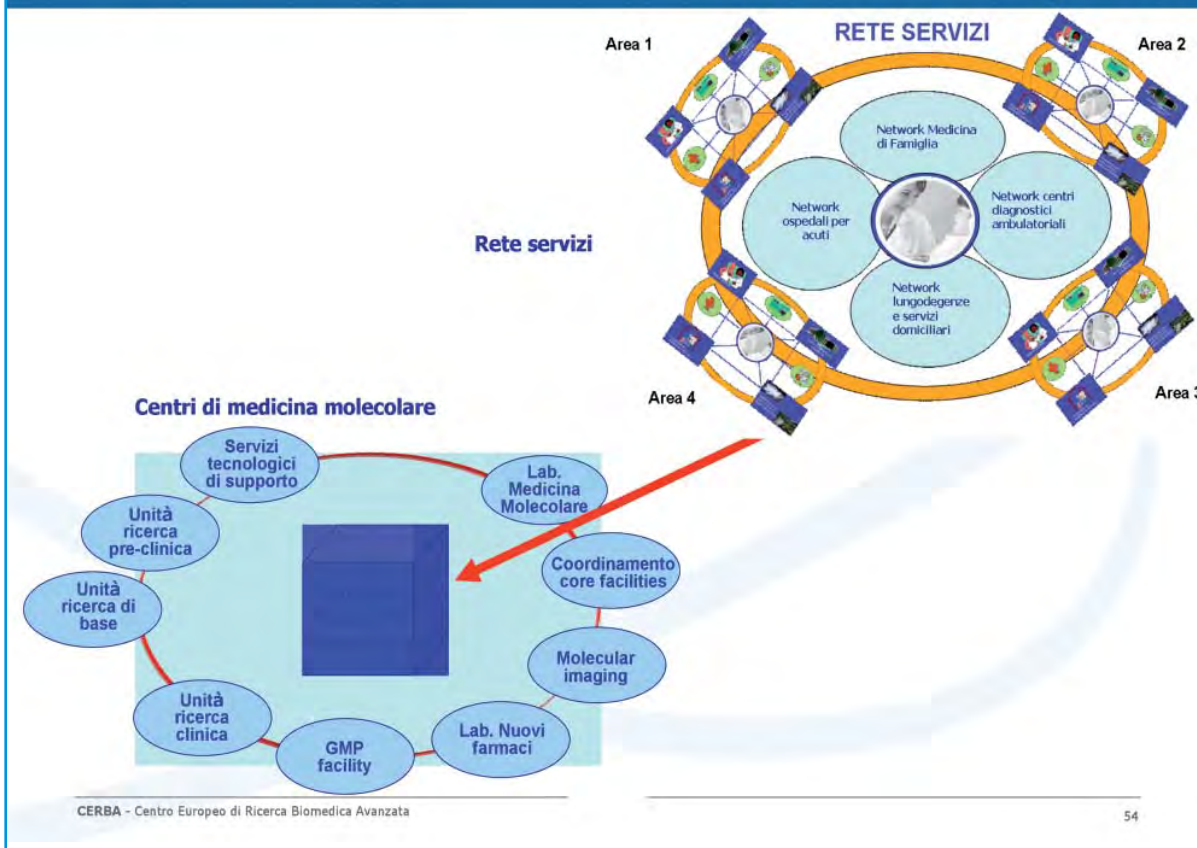 RETE SERVIZI
Area 1
Area 2
Network Medicina
di Famiglia
Network
ospedali per
acuti
Network centri
diagnostici
ambulatoriali
Network
lungodegenze
e servizi
domiciliari
Rete servizi
Area 4
Area 3
Centri di medicina molecolare
Servizi
tecnologici
di supporto
Lab.
Medicina
Molecolare
Unità
ricerca
pre-clinica
Coordinamento
core facilities
Unità
ricerca di
base
Molecular
imaging
Unità
ricerca
clinica
Lab. Nuovi
farmaci
GMP
facility
CERBA - Centro Europeo di Ricerca Biomedica Avanzata
54